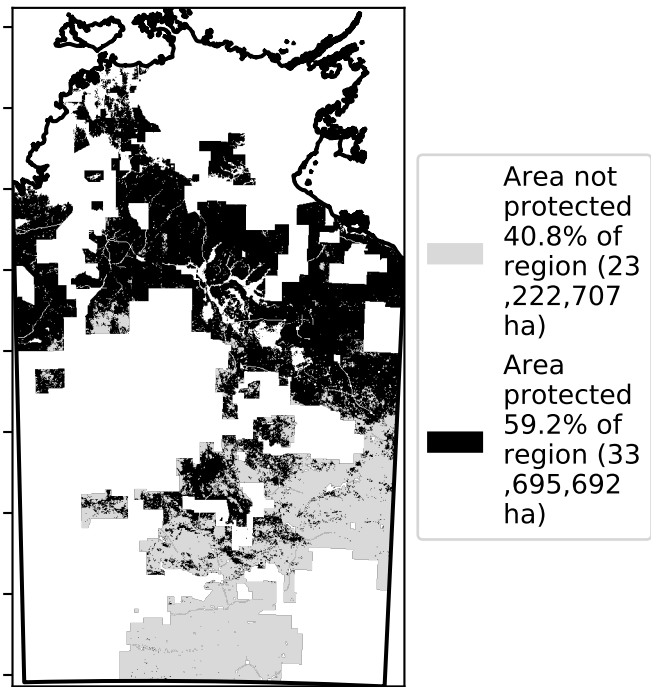 Area not
protected
40.8% of
region (23
,222,707
ha)
Area
protected
59.2% of
region (33
,695,692
ha)